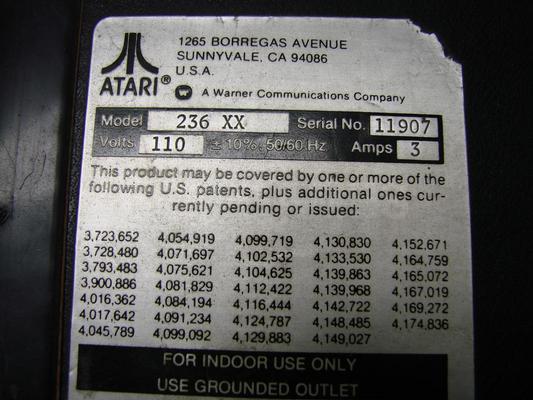 1265 BORREGAS AVENUE
SUNNYVALE, CA 94086
U.S.A.
ATARI®
A Warner Communications Company
Model 236 XX Serial No. 11907
Volts 110 ±10% 50/60 Hz. Amps 3
This product may be covered by one or more of the
following U.S. patents, plus additional ones cur-
rently pending or issued:
3,723,652 4,054,919 4,099,719 4,130,830 4,152,671
3,728,480 4,071,697 4,102,532 4,133,530 4,164,759
3,793,483 4,075,621 4,104,625 4,139,863 4,165,072
3,900,886 4,081,829 4,112,422 4,139,968 4,167,019
4,016,362 4,084,194 4,116,444 4,142,722 4,169,272
4,017,642 4,091,234 4,124,787 4,148,485 4,174,836
4,045,789 4,099,092 4,129,883 4,149,027
FOR INDOOR USE ONLY
USE GROUNDED OUTLET